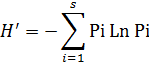 H′ = − ∑_{i=1}^{s} Pi Ln Pi